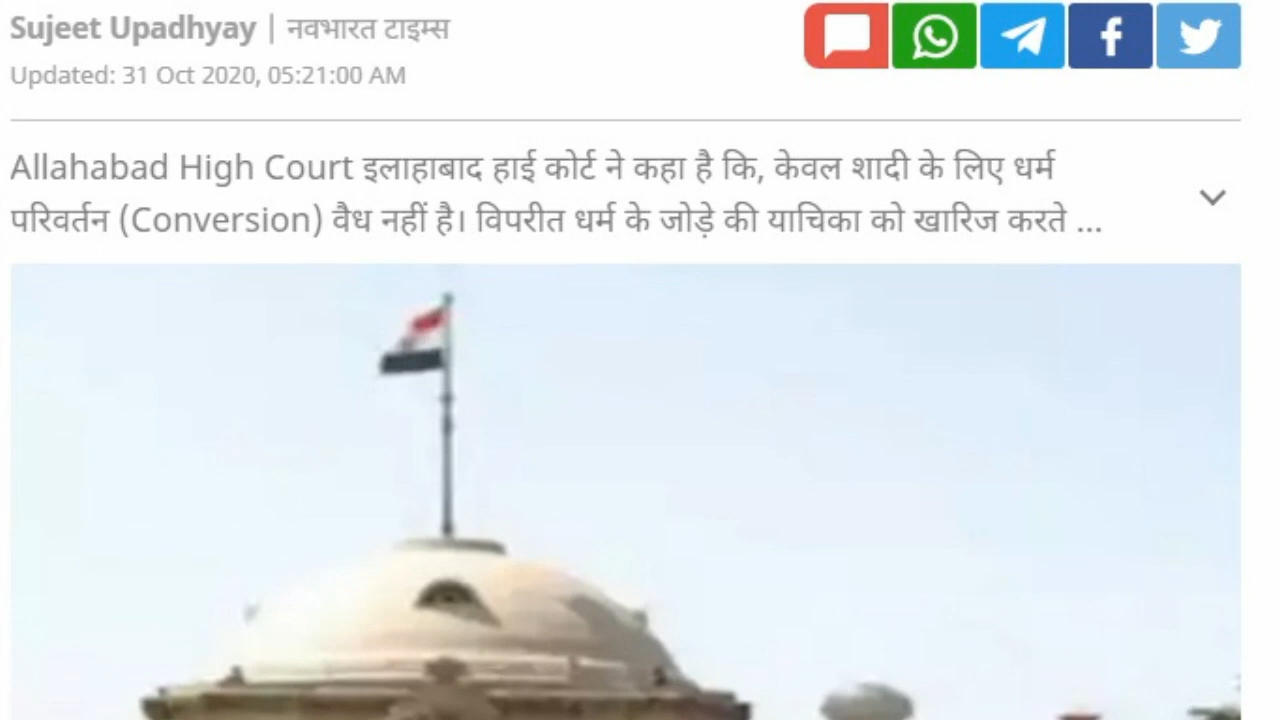 Sujeet Upadhyay | नवभारत टाइम्स
Updated: 31 Oct 2020, 05:21:00 AM
Allahabad High Court इलाहाबाद हाई कोर्ट ने कहा है कि, केवल शादी के लिए धर्म
परिवर्तन (Conversion) वैध नहीं है। विपरीत धर्म के जोड़े की याचिका को खारिज करते ...